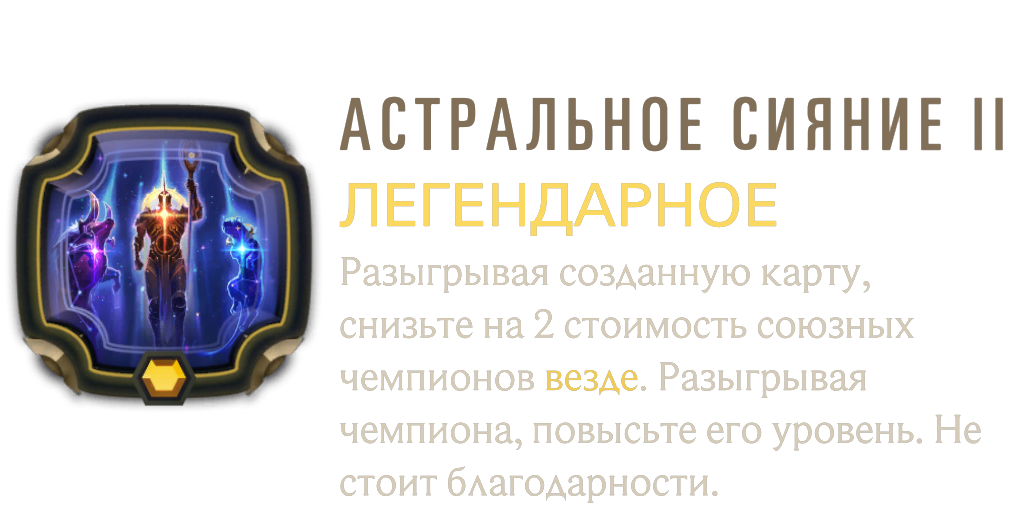 АСТРАЛЬНОЕ СИЯНИЕ II
ЛЕГЕНДАРНОЕ
Разыгрывая созданную карту,
снизьте на 2 стоимость союзных
чемпионов везде. Разыгрывая
чемпиона, повысьте его уровень. Не
стоит благодарности.